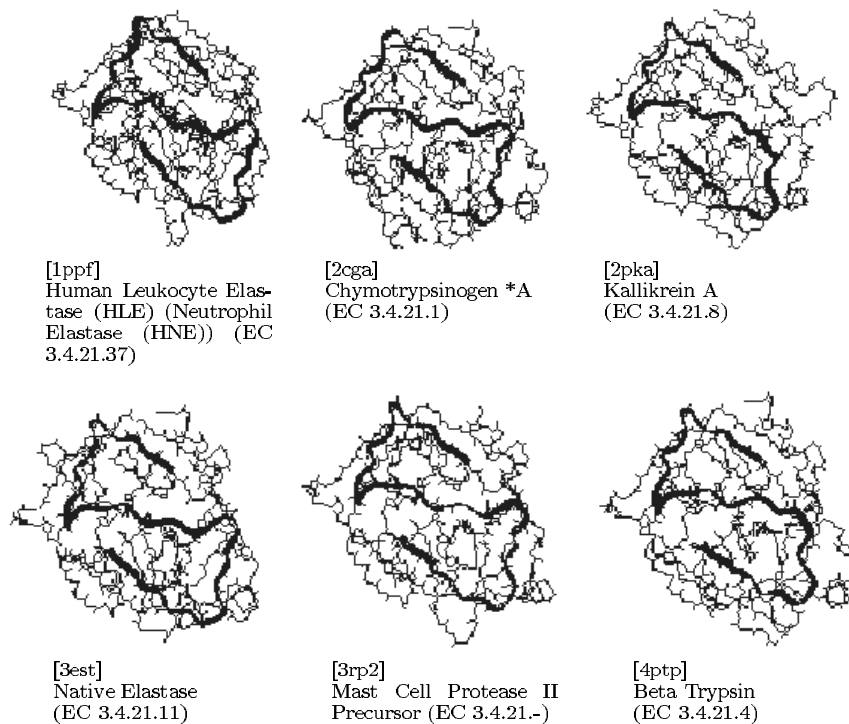 [1ppf]
Human Leukocyte Elas-
tase (HLE) (Neutrophil
Elastase (HNE)) (EC
3.4.21.37)
[2cga]
Chymotrypsinogen *A
(EC 3.4.21.1)
[2pka]
Kallikrein A
(EC 3.4.21.8)
[3est]
Native Elastase
(EC 3.4.21.11)
[3rp2]
Mast Cell Protease II
Precursor (EC 3.4.21.-)
[4ptp]
Beta Trypsin
(EC 3.4.21.4)